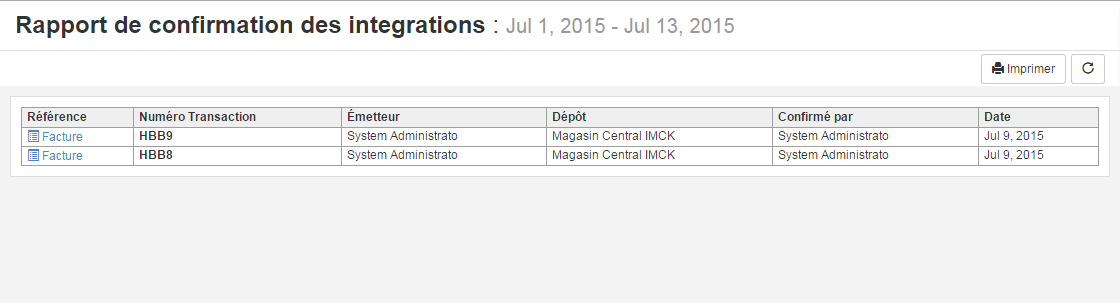 Rapport de confirmation des integrations : Jul 1, 2015 - Jul 13, 2015
Imprimer
Référence Numéro Transaction Émetteur Dépôt Confirmé par Date
Facture HBB9 System Administrato Magasin Central IMCK System Administrato Jul 9, 2015
Facture HBB8 System Administrato Magasin Central IMCK System Administrato Jul 9, 2015